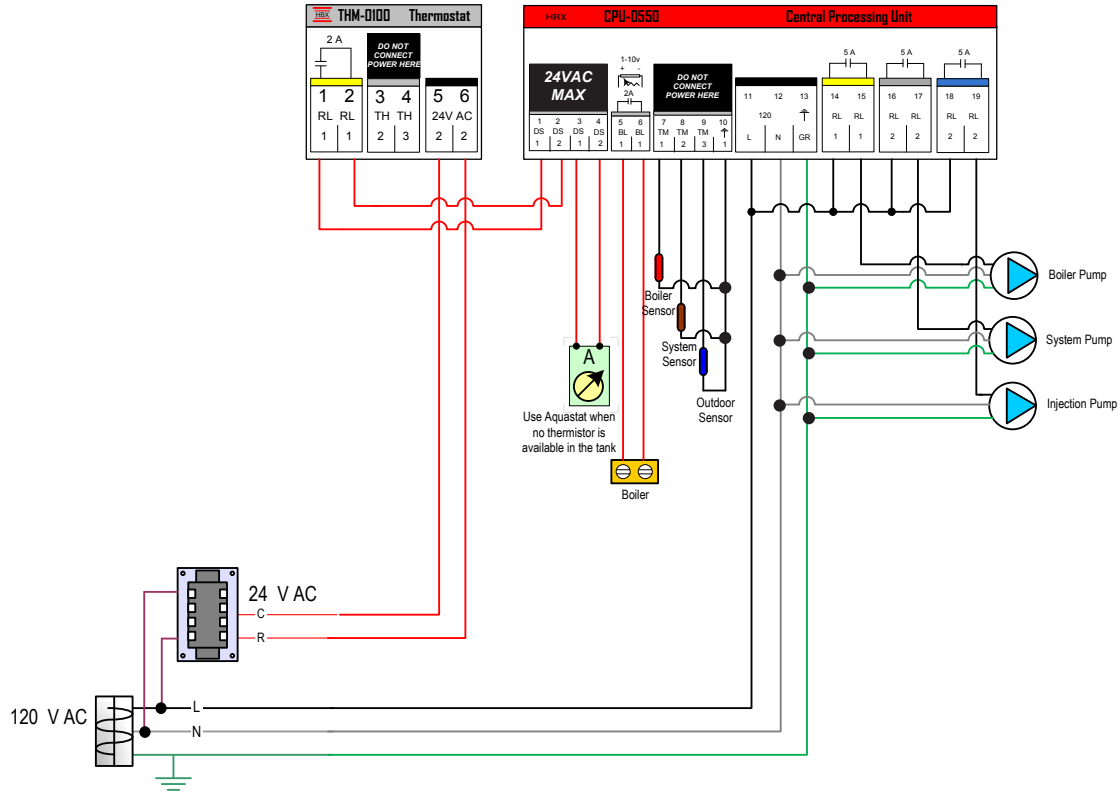 HBX THM-0100 Thermostat
2 A
DO NOT
CONNECT
POWER HERE
1 2 3 4 5 6
RL RL TH TH 24V AC
1 1 2 3 2 2
HBX CPU-0550 Central Processing Unit
24VAC
MAX
1-10v
+ -
2A
DO NOT
CONNECT
POWER HERE
5 A 5 A 5 A
1 2 3 4 5 6 7 8 9 10 11 12 13 14 15 16 17 18 19
DS DS DS DS BL BL TM TM TM 120 RL RL RL RL RL RL
1 2 1 2 1 1 1 2 3 1 L N GR 1 1 2 2 2 2
Boiler Pump
System Pump
Injection Pump
Boiler
Sensor
System
Sensor
Outdoor
Sensor
A
Use Aquastat when
no thermistor is
available in the tank
Boiler
24 V AC
C
R
120 V AC
L
N